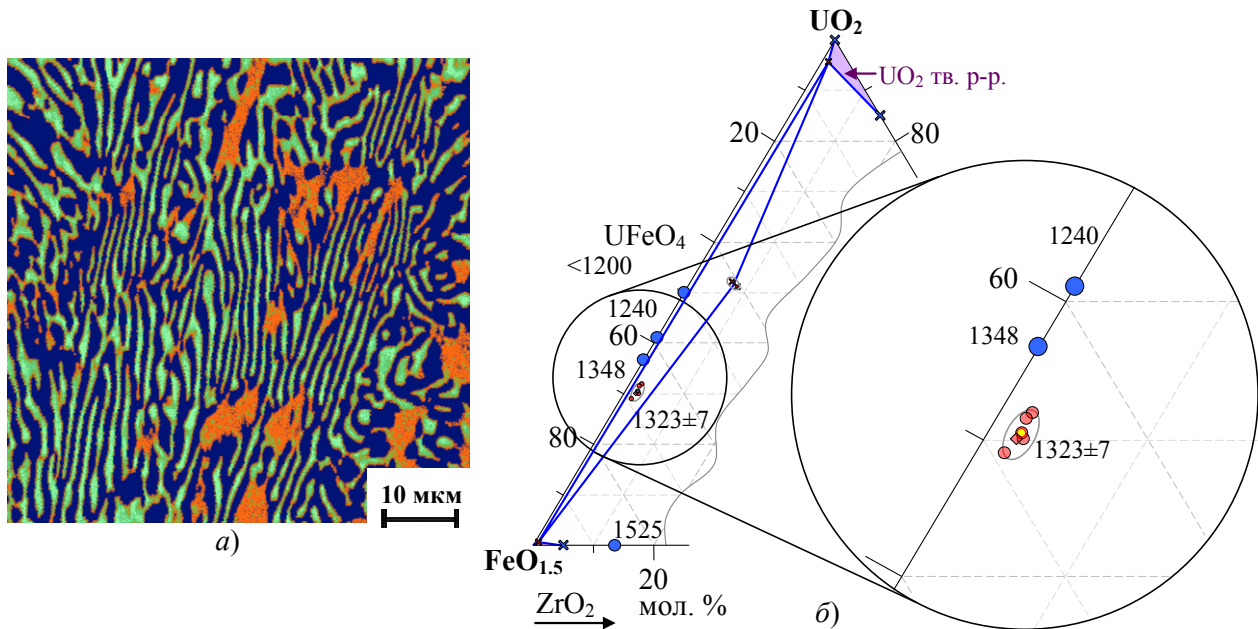 10 мкм
а)
UO₂
UO₂ тв. р-р.
20
80
UFeO₄
<1200
1240
60
1348
1323±7
80
1525
FeO₁.₅
20
ZrO₂
мол. %
б)
1240
60
1348
1323±7